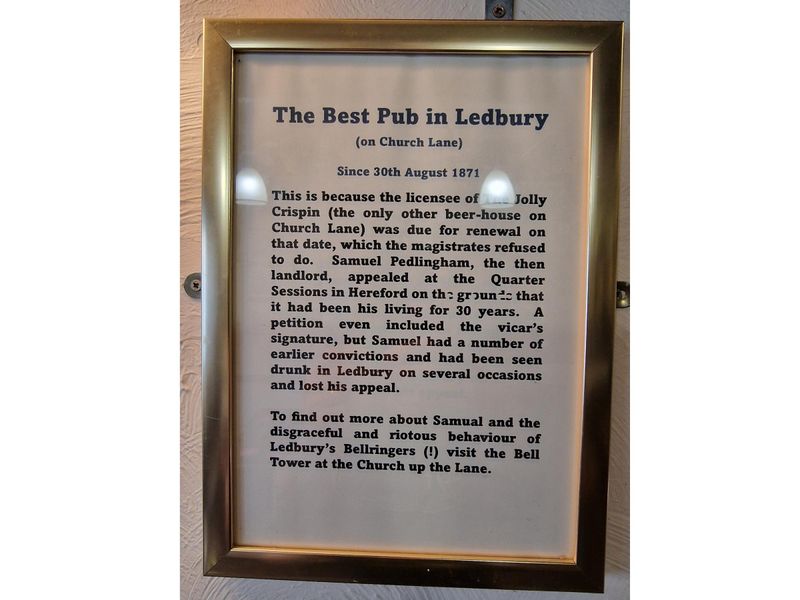 The Best Pub in Ledbury
(on Church Lane)
Since 30th August 1871
This is because the licensee of The Jolly
Crispin (the only other beer-house on
Church Lane) was due for renewal on
that date, which the magistrates refused
to do. Samuel Pedlingham, the then
landlord, appealed at the Quarter
Sessions in Hereford on the grounds that
it had been his living for 30 years. A
petition even included the vicar's
signature, but Samuel had a number of
earlier convictions and had been seen
drunk in Ledbury on several occasions
and lost his appeal.
To find out more about Samual and the
disgraceful and riotous behaviour of
Ledbury's Bellringers (!) visit the Bell
Tower at the Church up the Lane.